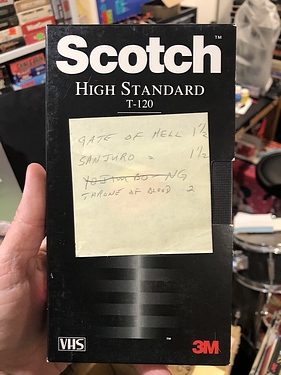 Scotch™
HIGH STANDARD
T-120
GATE OF HELL 1½
SANJURO 1½
YOJIMBO - NG
THRONE OF BLOOD 2
VHS
3M